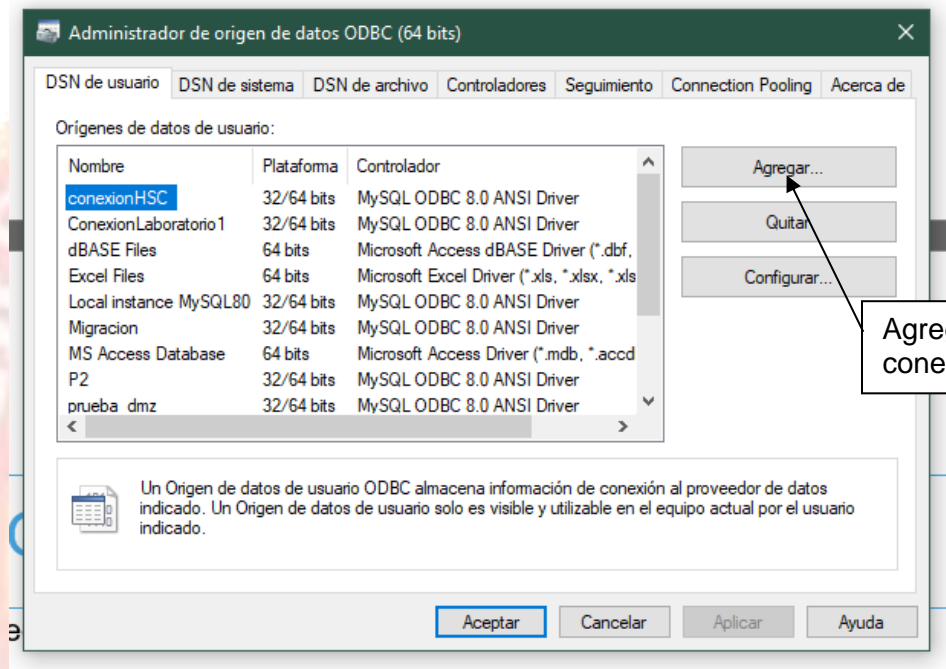 Administrador de origen de datos ODBC (64 bits)
DSN de usuario DSN de sistema DSN de archivo Controladores Seguimiento Connection Pooling Acerca de
Orígenes de datos de usuario:
Nombre Plataforma Controlador
conexionHSC 32/64 bits MySQL ODBC 8.0 ANSI Driver
ConexionLaboratorio1 32/64 bits MySQL ODBC 8.0 ANSI Driver
dBASE Files 64 bits Microsoft Access dBASE Driver (*.dbf,
Excel Files 64 bits Microsoft Excel Driver (*.xls, *.xlsx, *.xls
Local instance MySQL80 32/64 bits MySQL ODBC 8.0 ANSI Driver
Migracion 32/64 bits MySQL ODBC 8.0 ANSI Driver
MS Access Database 64 bits Microsoft Access Driver (*.mdb, *.accd
P2 32/64 bits MySQL ODBC 8.0 ANSI Driver
prueba_dmz 32/64 bits MySQL ODBC 8.0 ANSI Driver
Agregar...
Quitar
Configurar...
Un Origen de datos de usuario ODBC almacena información de conexión al proveedor de datos
indicado. Un Origen de datos de usuario solo es visible y utilizable en el equipo actual por el usuario
indicado.
Aceptar Cancelar Aplicar Ayuda